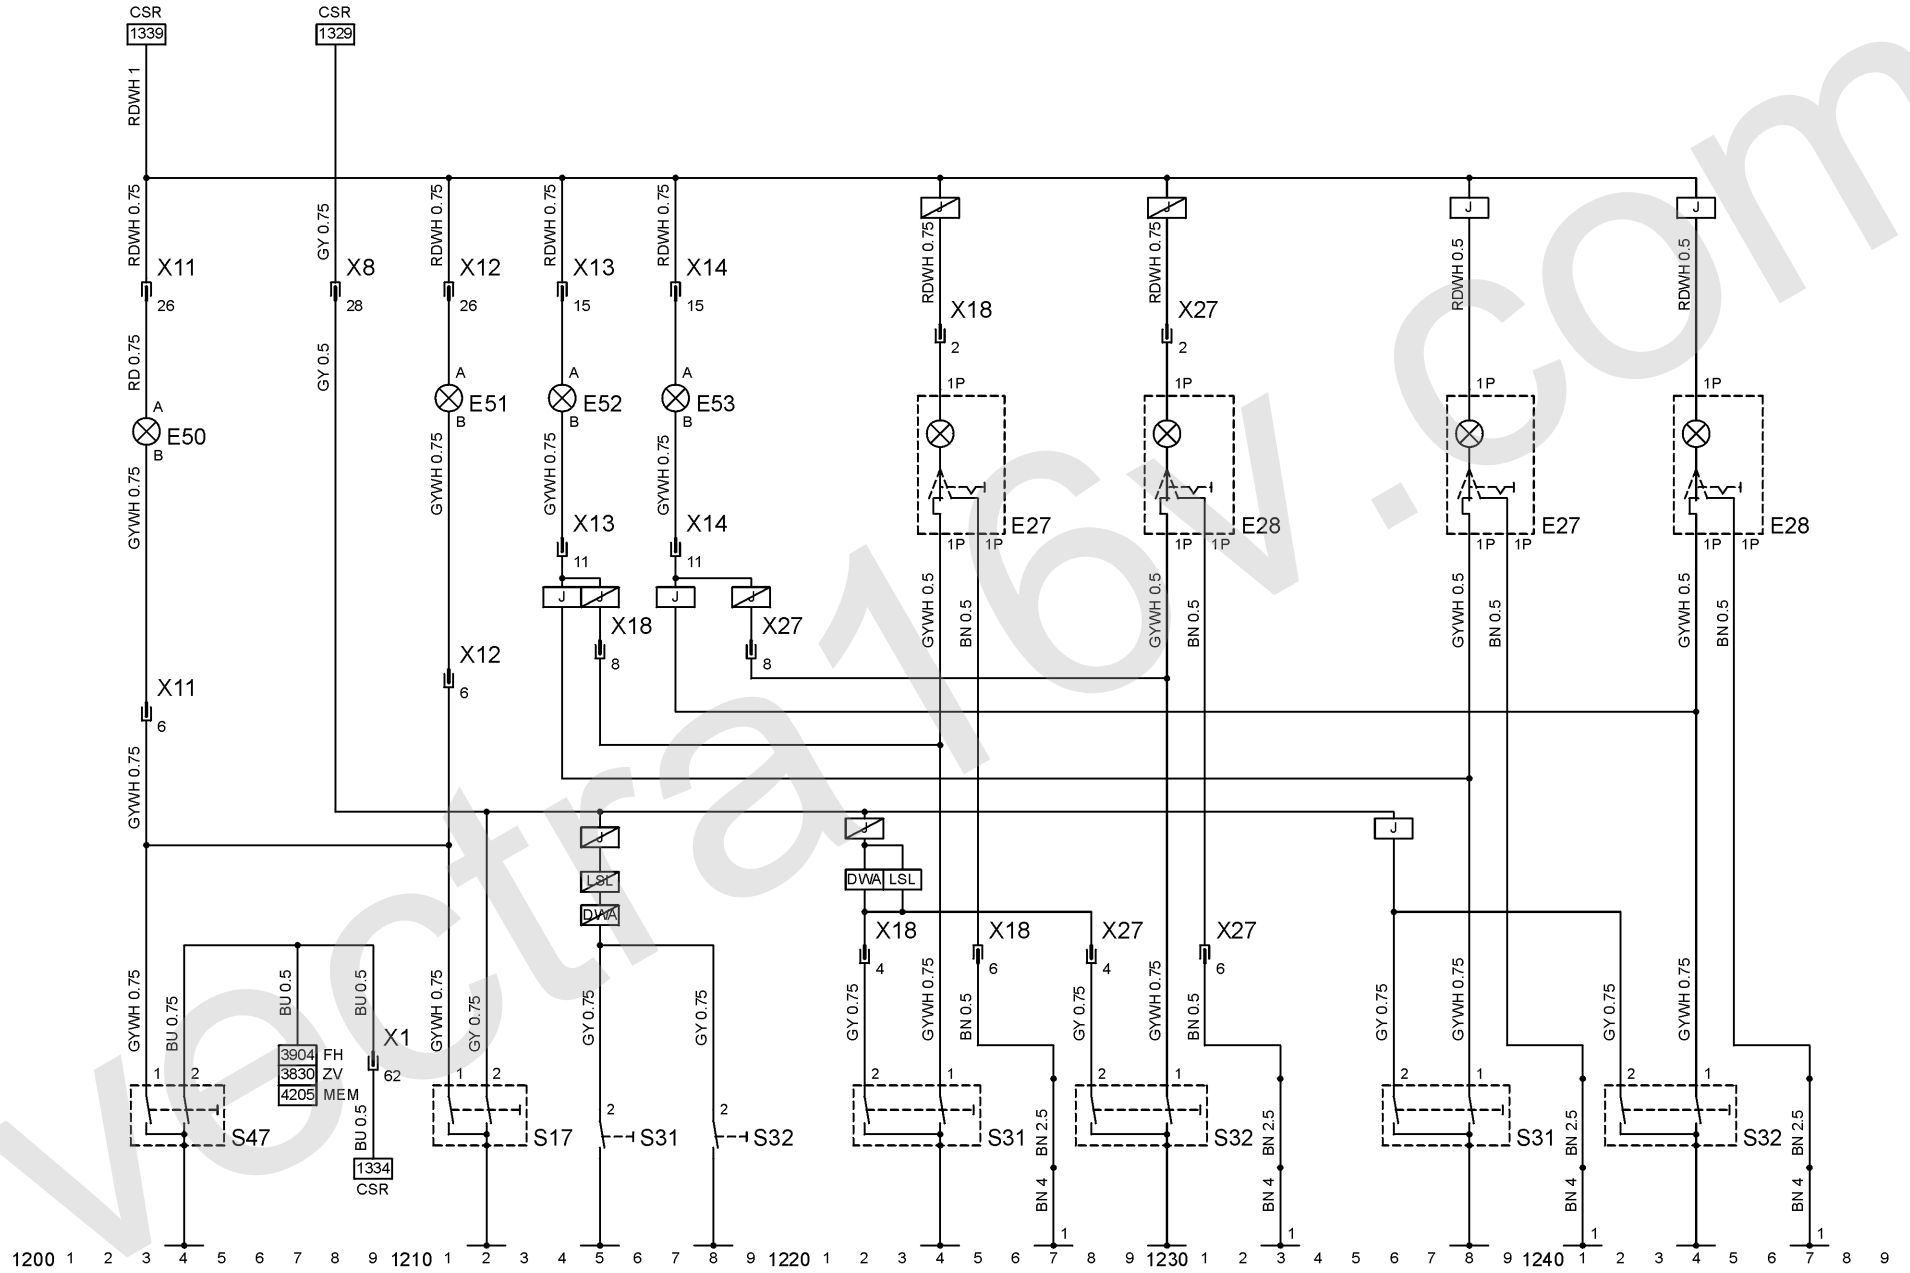 CSR CSR
1339 1329
RDWH 1
RDWH 0.75 GY 0.75 RDWH 0.75 RDWH 0.75 RDWH 0.75 J J J J
RDWH 0.75 RDWH 0.75 RDWH 0.5 RDWH 0.5
X11 X8 X12 X13 X14
26 28 26 15 15
X18 X27
2 2
RD 0.75 GY 0.5
A A A A 1P 1P 1P 1P
E50 E51 E52 E53
B B B B
GYWH 0.75 GYWH 0.75 GYWH 0.75 GYWH 0.75
X13 X14 E27 E28 E27 E28
11 11 1P 1P 1P 1P 1P 1P 1P 1P
J J J J
GYWH 0.5 BN 0.5 GYWH 0.5 BN 0.5 GYWH 0.5 BN 0.5 GYWH 0.5 BN 0.5
X18 X27
8 8
X12
6
X11
6
GYWH 0.75
J J J
LSL DWA LSL
DWA
X18 X18 X27 X27
4 6 4 6
GYWH 0.75 BU 0.75 BU 0.5 BU 0.5 GYWH 0.75 GY 0.75 GY 0.75 GY 0.75 GY 0.75 GYWH 0.75 BN 0.5 GY 0.75 GYWH 0.75 BN 0.5 GY 0.75 GYWH 0.75 GY 0.75 GYWH 0.75
X1
62
3904 FH
3830 ZV
4205 MEM
1 2 1 2 2 1 2 1 2 1 2 1
2 2
BU 0.5 BN 2.5 BN 2.5 BN 2.5 BN 2.5
S47 S17 S31 S32 S31 S32 S31 S32
1334
CSR
BN 4 BN 4 BN 4 BN 4
1 1 1 1
1200 1 2 3 4 5 6 7 8 9 1210 1 2 3 4 5 6 7 8 9 1220 1 2 3 4 5 6 7 8 9 1230 1 2 3 4 5 6 7 8 9 1240 1 2 3 4 5 6 7 8 9
vectra16v.com